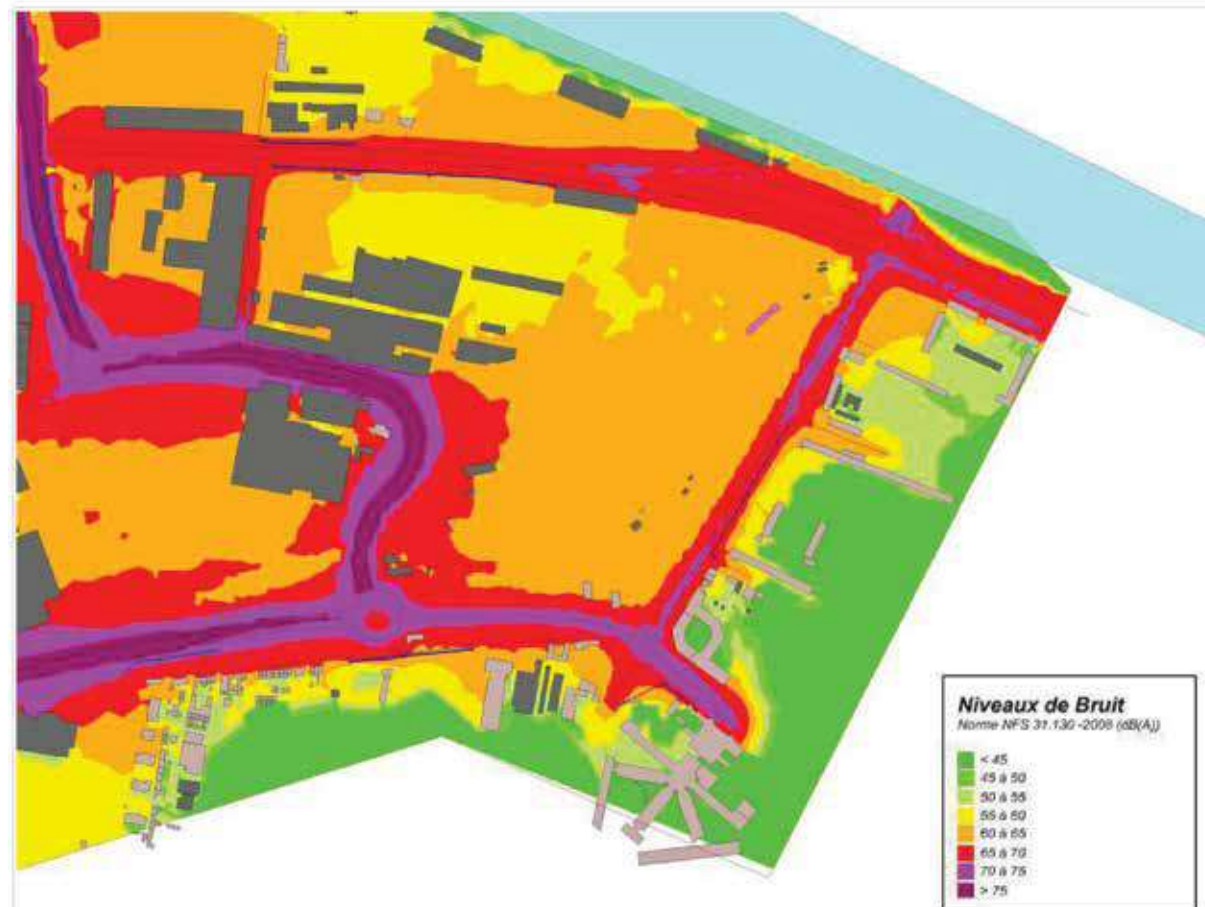 Niveaux de Bruit
Norme NFS 31.130 -2008 (dB(A))
< 45
45 à 50
50 à 55
55 à 60
60 à 65
65 à 70
70 à 75
> 75